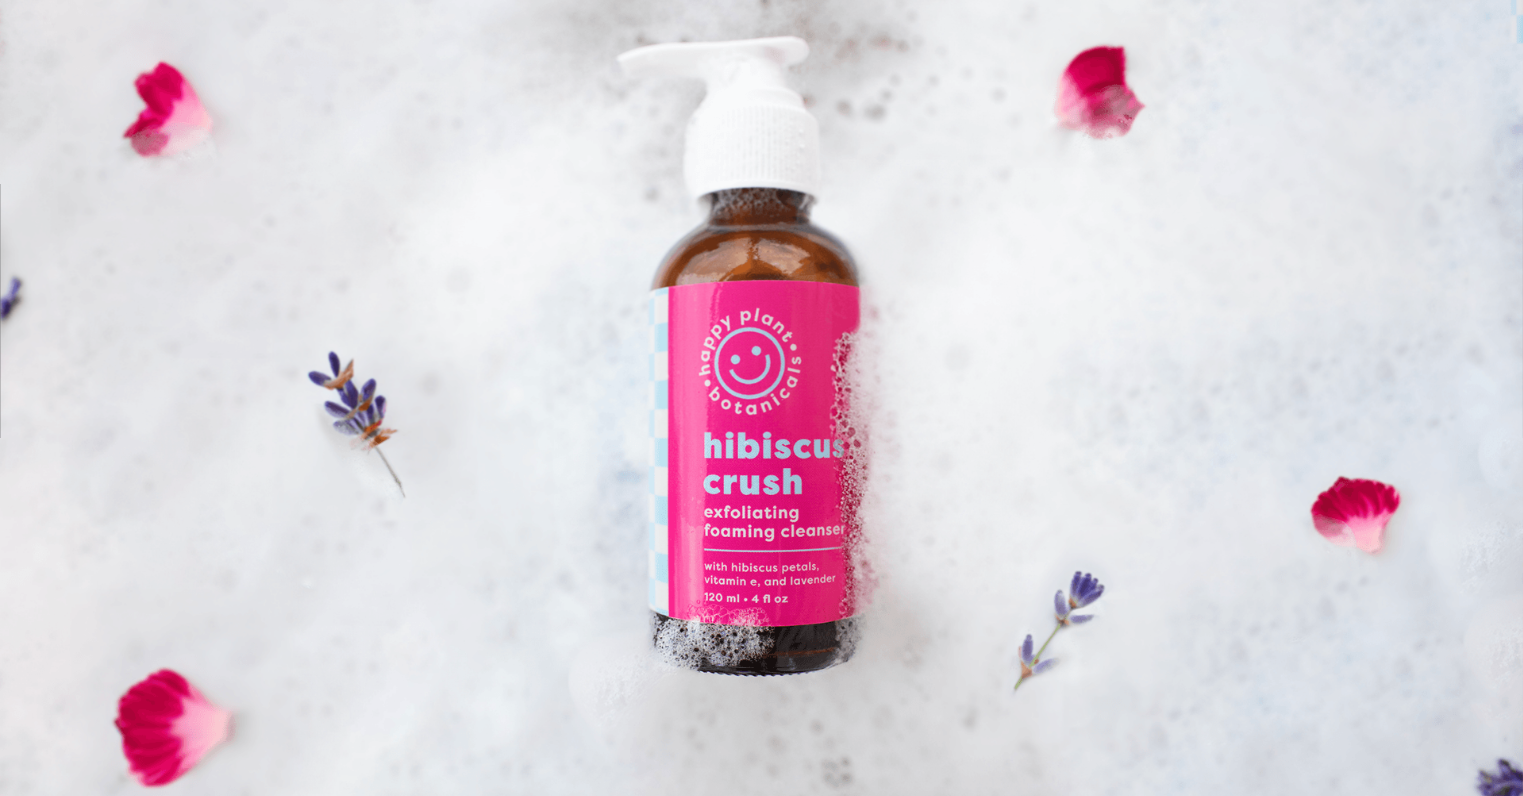 happy plant
• botanicals •
hibiscus
crush
exfoliating
foaming cleanser
with hibiscus petals,
vitamin e, and lavender
120 ml • 4 fl oz